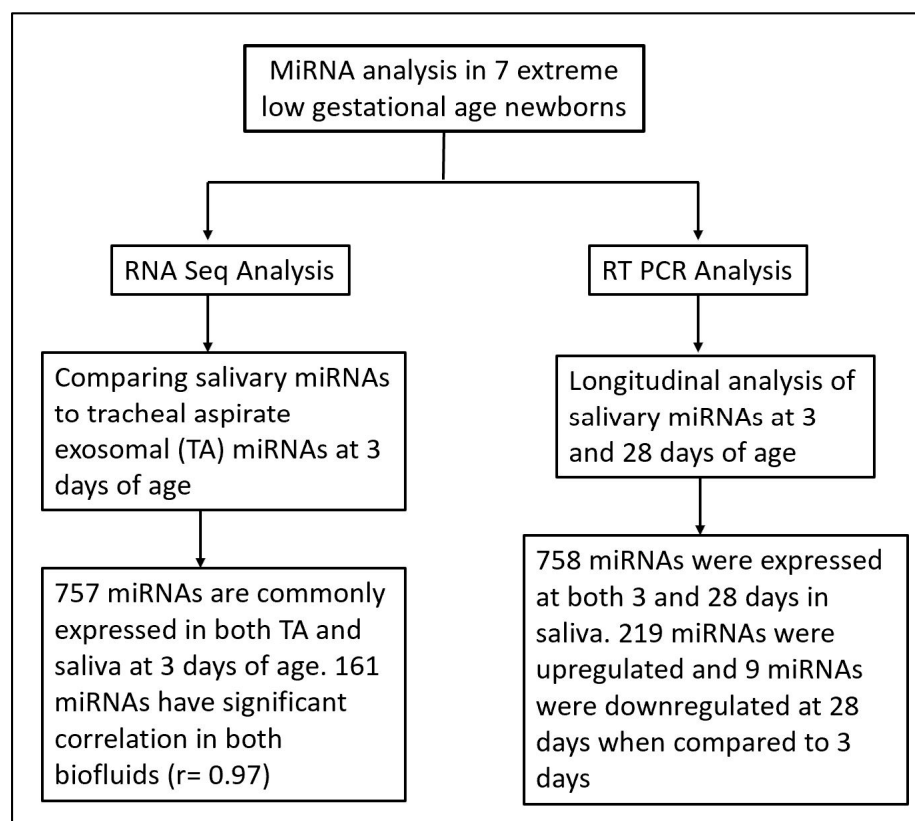 MiRNA analysis in 7 extreme
low gestational age newborns
RNA Seq Analysis
RT PCR Analysis
Comparing salivary miRNAs
to tracheal aspirate
exosomal (TA) miRNAs at 3
days of age
Longitudinal analysis of
salivary miRNAs at 3
and 28 days of age
757 miRNAs are commonly
expressed in both TA and
saliva at 3 days of age. 161
miRNAs have significant
correlation in both
biofluids (r= 0.97)
758 miRNAs were expressed
at both 3 and 28 days in
saliva. 219 miRNAs were
upregulated and 9 miRNAs
were downregulated at 28
days when compared to 3
days